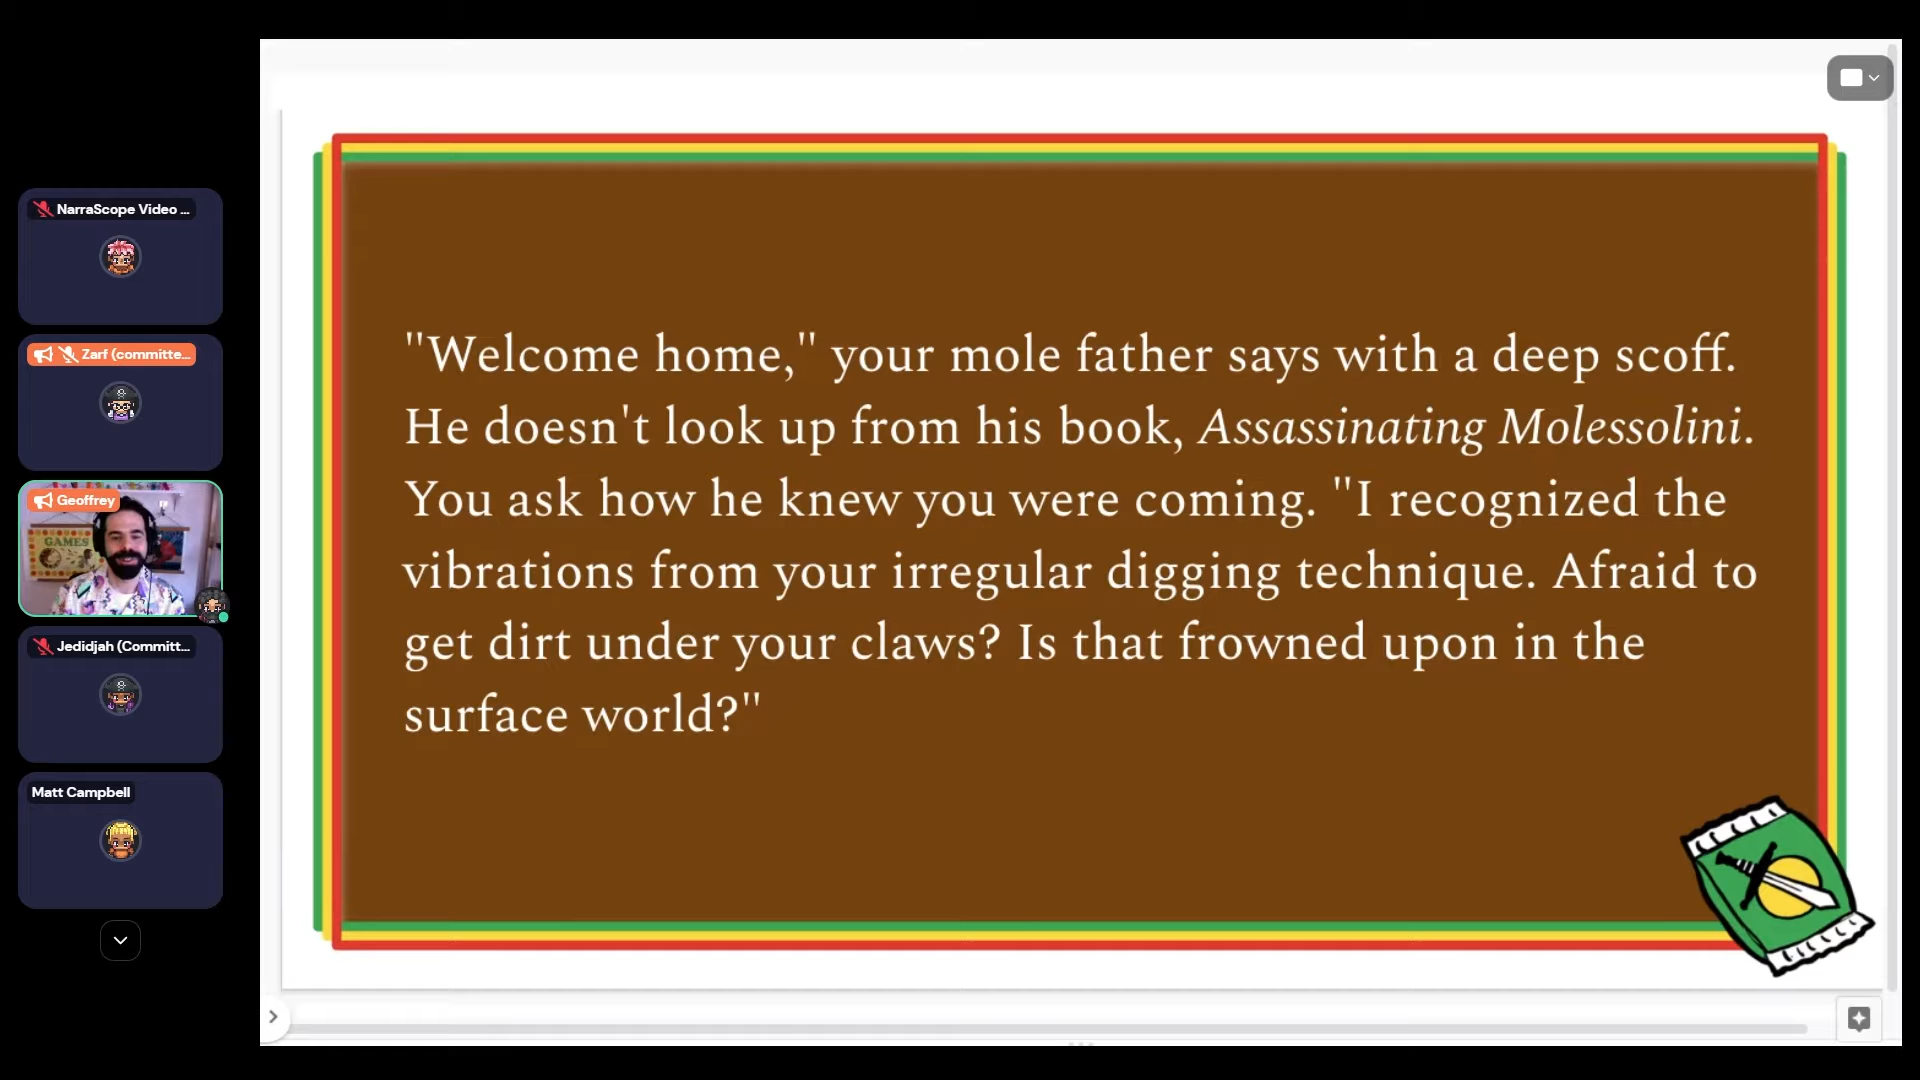 NarraScope Video ...
Zarf (committe...
Geoffrey
GAMES
Jedidjah (Committ...
Matt Campbell
"Welcome home," your mole father says with a deep scoff.
He doesn't look up from his book, Assassinating Molessolini.
You ask how he knew you were coming. "I recognized the
vibrations from your irregular digging technique. Afraid to
get dirt under your claws? Is that frowned upon in the
surface world?"